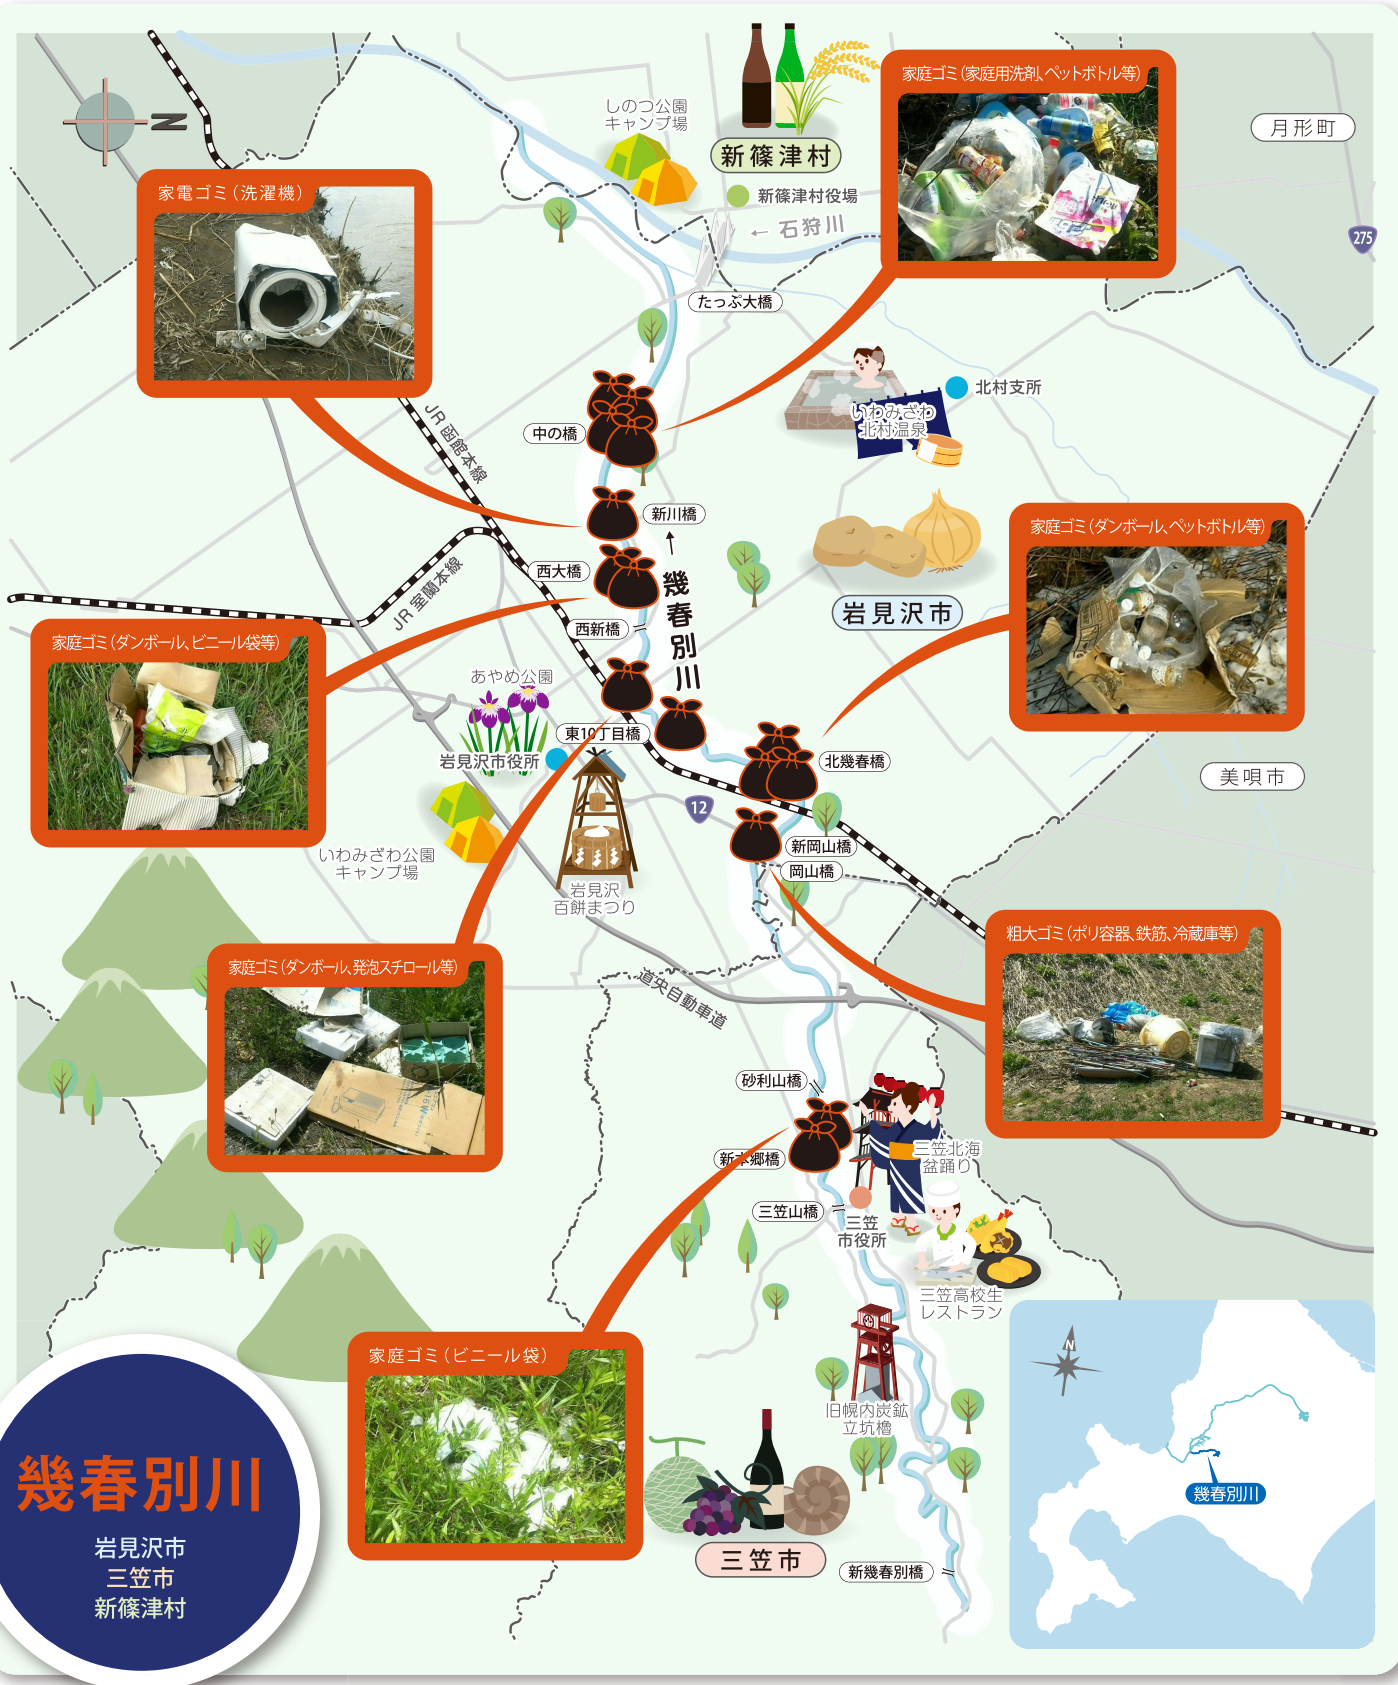 家庭ゴミ（家庭用洗剤、ペットボトル等）
しのつ公園
キャンプ場
新篠津村
新篠津村役場
← 石狩川
月形町
275
N
家電ゴミ（洗濯機）
たっぷ大橋
北村支所
いわみざわ
北村温泉
JR 函館本線
中の橋
新川橋
西大橋
西新橋
↑ 幾春別川
JR 室蘭本線
岩見沢市
家庭ゴミ（ダンボール、ペットボトル等）
家庭ゴミ（ダンボール、ビニール袋等）
あやめ公園
東10丁目橋
岩見沢市役所
北幾春橋
美唄市
12
新岡山橋
岡山橋
いわみざわ公園
キャンプ場
岩見沢
百餅まつり
粗大ゴミ（ポリ容器、鉄筋、冷蔵庫等）
家庭ゴミ（ダンボール、発泡スチロール等）
道央自動車道
砂利山橋
三笠北海
盆踊り
新本郷橋
三笠山橋
三笠
市役所
三笠高校生
レストラン
家庭ゴミ（ビニール袋）
旧幌内炭鉱
立坑櫓
三笠市
新幾春別橋
N
幾春別川
幾春別川
岩見沢市
三笠市
新篠津村